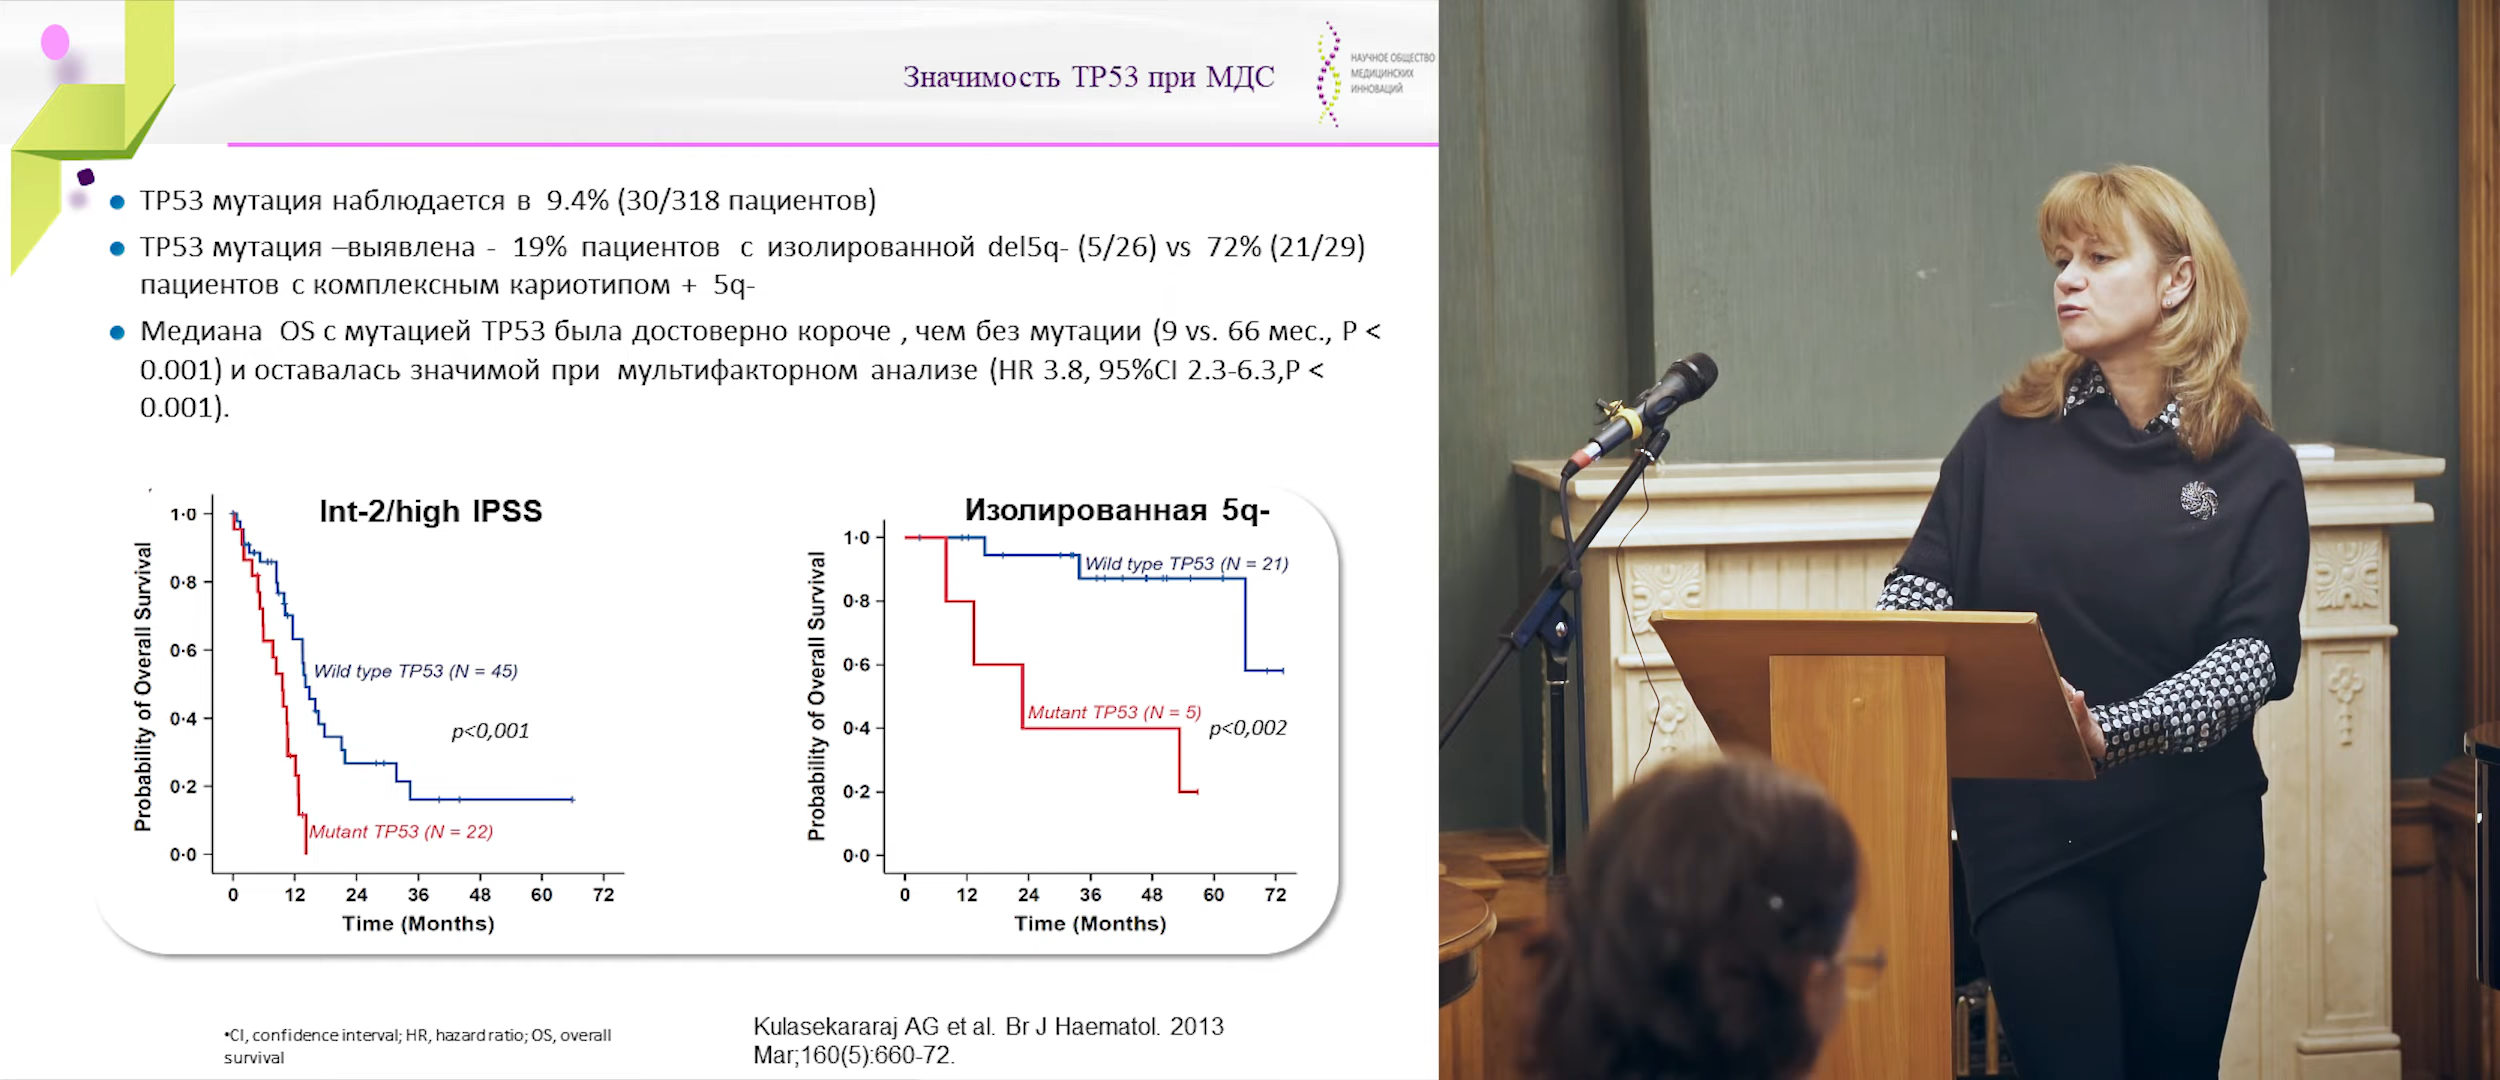 Значимость TP53 при МДС
НАУЧНОЕ ОБЩЕСТВО
МЕДИЦИНСКИХ
ИННОВАЦИЙ
TP53 мутация наблюдается в 9.4% (30/318 пациентов)
TP53 мутация –выявлена - 19% пациентов с изолированной del5q- (5/26) vs 72% (21/29)
пациентов с комплексным кариотипом + 5q-
Медиана OS с мутацией TP53 была достоверно короче , чем без мутации (9 vs. 66 мес., P <
0.001) и оставалась значимой при мультифакторном анализе (HR 3.8, 95%CI 2.3-6.3,P <
0.001).
Int-2/high IPSS
Probability of Overall Survival
1·0
0·8
0·6
0·4
0·2
0·0
Wild type TP53 (N = 45)
p<0,001
Mutant TP53 (N = 22)
0 12 24 36 48 60 72
Time (Months)
Изолированная 5q-
Probability of Overall Survival
1·0
0·8
0·6
0·4
0·2
0·0
Wild type TP53 (N = 21)
Mutant TP53 (N = 5)
p<0,002
0 12 24 36 48 60 72
Time (Months)
•CI, confidence interval; HR, hazard ratio; OS, overall
survival
Kulasekararaj AG et al. Br J Haematol. 2013
Mar;160(5):660-72.